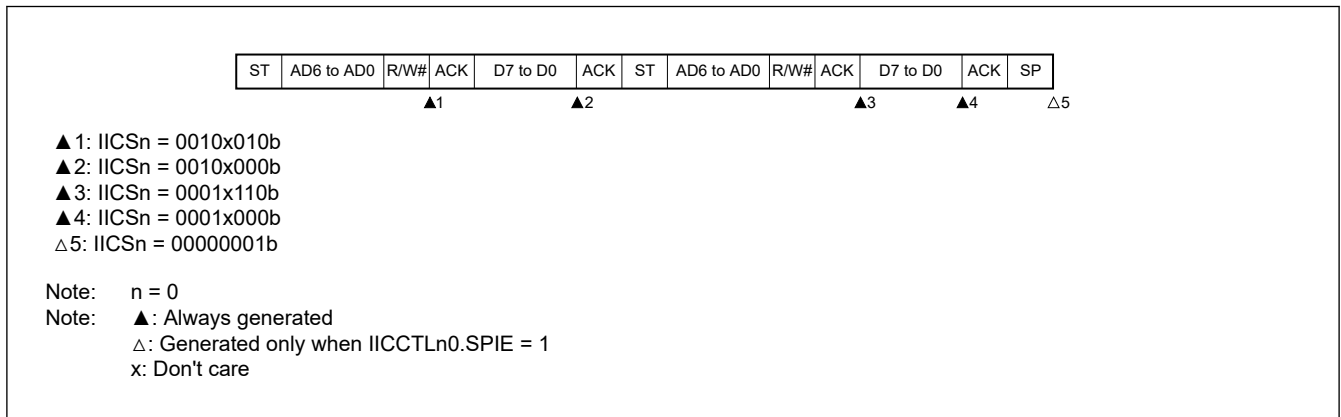 ST AD6 to AD0 R/W# ACK D7 to D0 ACK ST AD6 to AD0 R/W# ACK D7 to D0 ACK SP
▲1 ▲2 ▲3 ▲4 △5
▲1: IICSn = 0010x010b
▲2: IICSn = 0010x000b
▲3: IICSn = 0001x110b
▲4: IICSn = 0001x000b
△5: IICSn = 00000001b
Note: n = 0
Note: ▲: Always generated
△: Generated only when IICCTLn0.SPIE = 1
x: Don't care